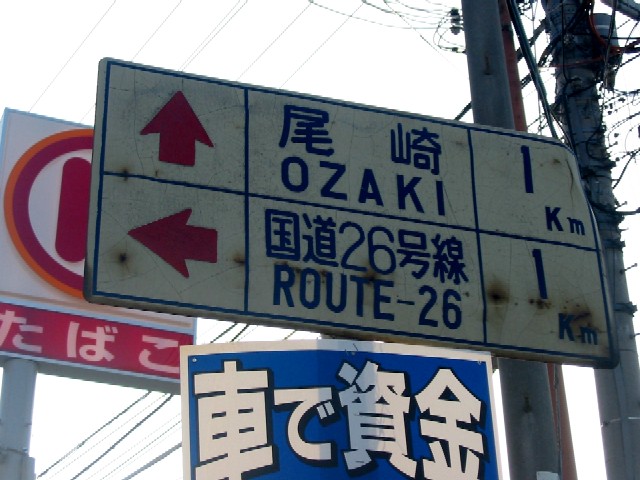 尾崎 1
OZAKI Km
国道26号線 1
ROUTE-26 Km
たばこ
車で資金